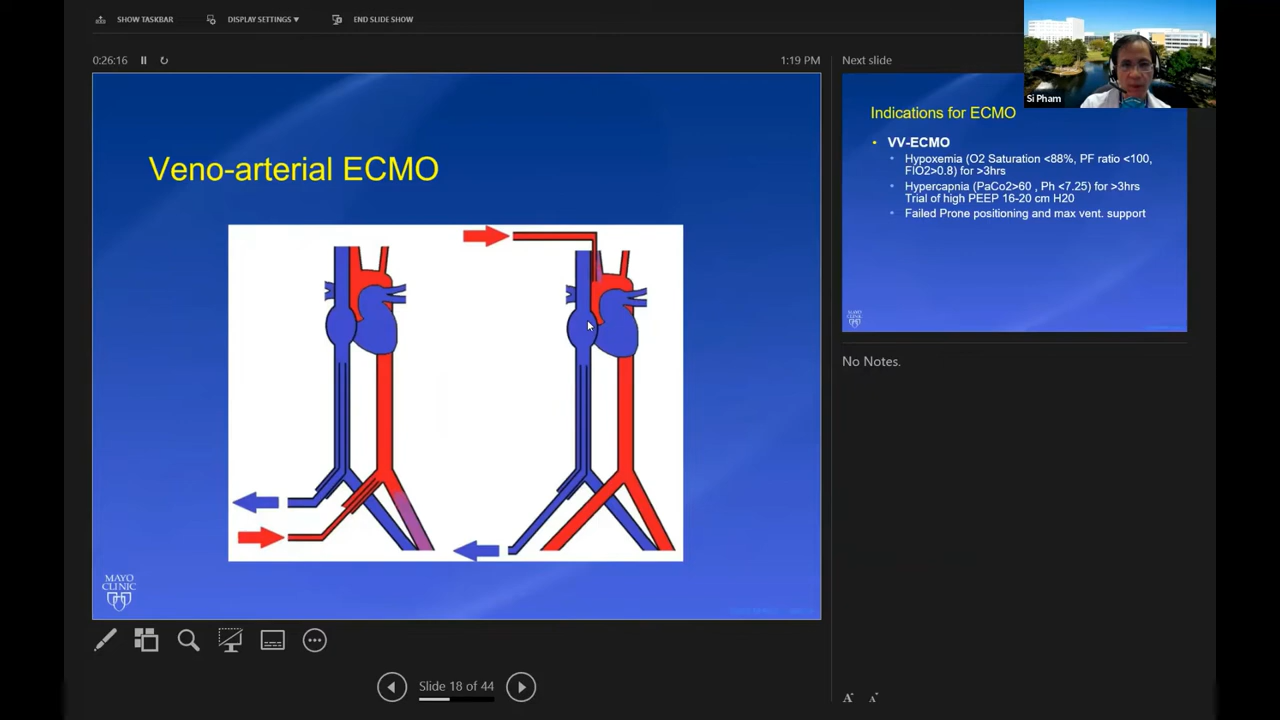 SHOW TASKBAR
DISPLAY SETTINGS ▼
END SLIDE SHOW
0:26:16
1:19 PM
Next slide
Si Pham
Veno-arterial ECMO
MAYO
CLINIC
Indications for ECMO
• VV-ECMO
• Hypoxemia (O2 Saturation <88%, PF ratio <100,
FIO2>0.8) for >3hrs
• Hypercapnia (PaCo2>60 , Ph <7.25) for >3hrs
Trial of high PEEP 16-20 cm H20
• Failed Prone positioning and max vent. support
MAYO
CLINIC
No Notes.
Slide 18 of 44
A
A